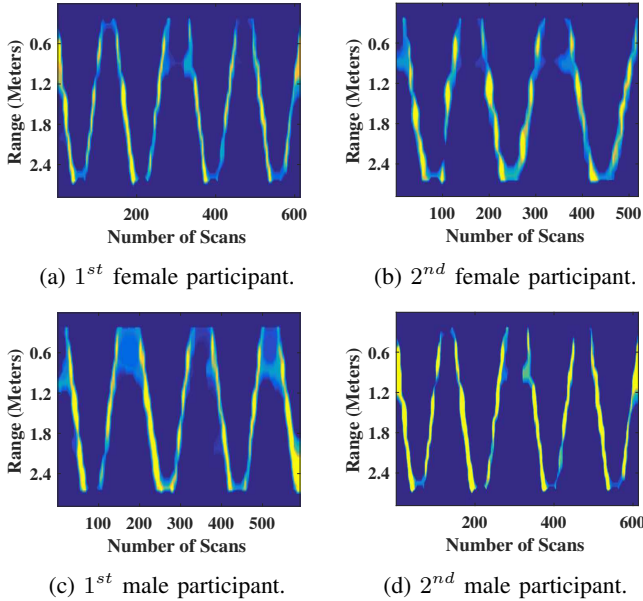 0.6
1.2
1.8
2.4
Range (Meters)
200 400 600
Number of Scans
(a) 1st female participant.
0.6
1.2
1.8
2.4
Range (Meters)
100 200 300 400 500
Number of Scans
(b) 2nd female participant.
0.6
1.2
1.8
2.4
Range (Meters)
100 200 300 400 500
Number of Scans
(c) 1st male participant.
0.6
1.2
1.8
2.4
Range (Meters)
200 400 600
Number of Scans
(d) 2nd male participant.